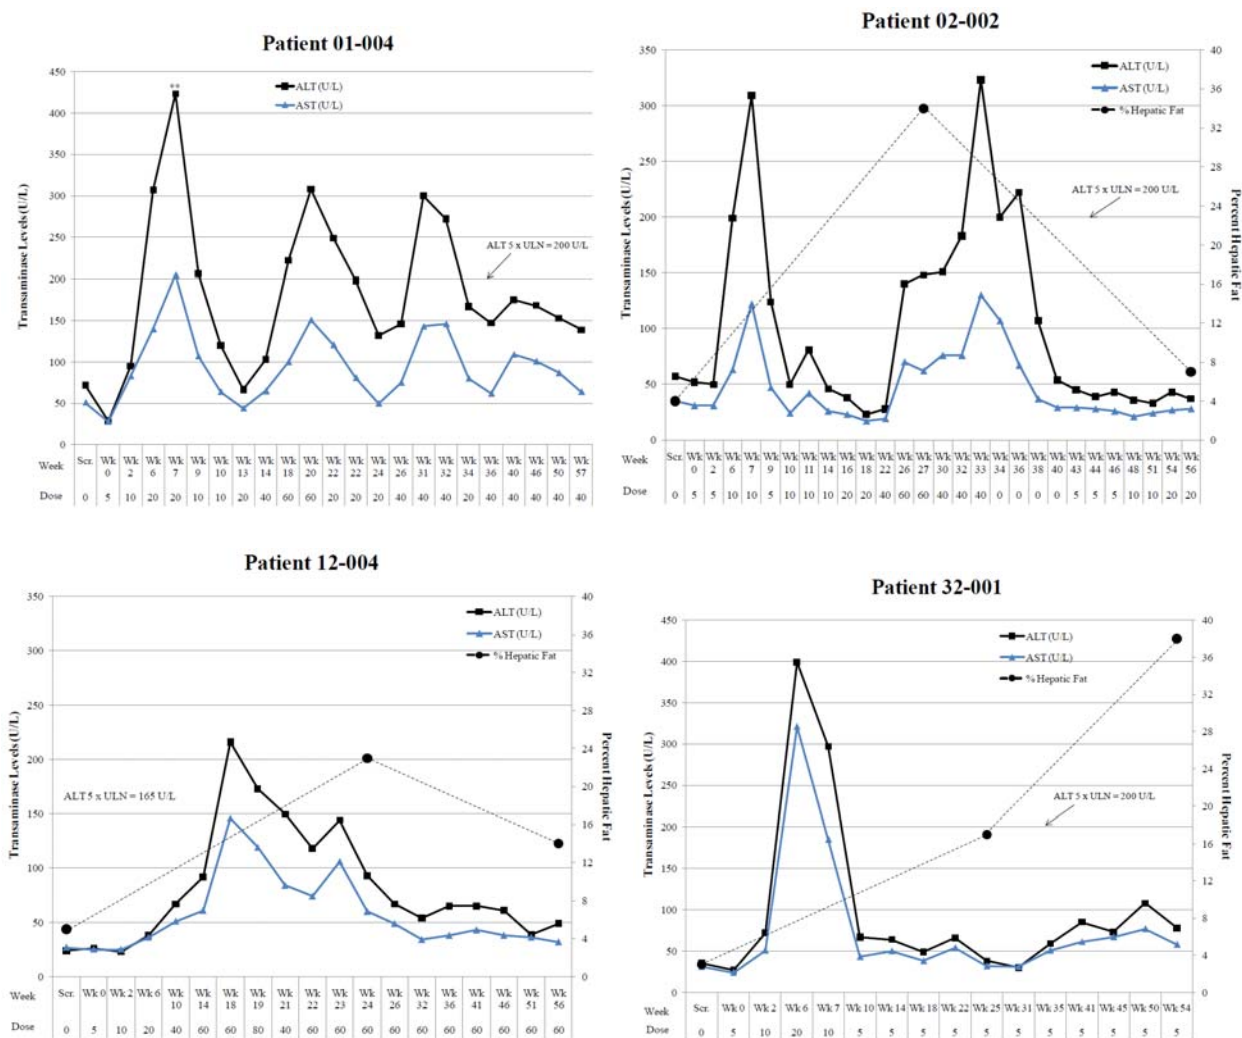 Patient 01-004
**
ALT (U/L)
AST (U/L)
Transaminase Levels (U/L)
450
400
350
300
250
200
150
100
50
0
ALT 5 x ULN = 200 U/L
Week Scr. Wk 0 Wk 2 Wk 6 Wk 7 Wk 9 Wk 10 Wk 13 Wk 14 Wk 18 Wk 20 Wk 22 Wk 22 Wk 24 Wk 26 Wk 31 Wk 32 Wk 34 Wk 36 Wk 40 Wk 46 Wk 50 Wk 57
Dose 0 5 10 20 20 10 10 20 20 60 60 20 20 40 40 40 40 20 40 40 40 40 40
Patient 02-002
ALT (U/L)
AST (U/L)
% Hepatic Fat
Transaminase Levels (U/L)
350
300
250
200
150
100
50
0
Percent Hepatic Fat
40
36
32
28
24
20
16
12
8
4
0
ALT 5 x ULN = 200 U/L
Week Scr. Wk 0 Wk 2 Wk 6 Wk 7 Wk 9 Wk 10 Wk 11 Wk 14 Wk 16 Wk 18 Wk 22 Wk 26 Wk 27 Wk 30 Wk 32 Wk 33 Wk 34 Wk 36 Wk 38 Wk 40 Wk 43 Wk 44 Wk 46 Wk 48 Wk 51 Wk 54 Wk 56
Dose 0 5 5 10 10 5 10 10 10 20 20 40 60 60 40 40 40 0 0 0 0 5 5 5 10 10 20 20
Patient 12-004
ALT (U/L)
AST (U/L)
% Hepatic Fat
Transaminase Levels (U/L)
350
300
250
200
150
100
50
0
Percent Hepatic Fat
40
36
32
28
24
20
16
12
8
4
0
ALT 5 x ULN = 165 U/L
Week Scr. Wk 0 Wk 2 Wk 6 Wk 10 Wk 14 Wk 18 Wk 19 Wk 21 Wk 22 Wk 23 Wk 24 Wk 26 Wk 32 Wk 36 Wk 41 Wk 46 Wk 51 Wk 56
Dose 0 5 10 20 40 60 60 80 40 60 60 60 60 60 60 60 60 60 60
Patient 32-001
ALT (U/L)
AST (U/L)
% Hepatic Fat
Transaminase Levels (U/L)
450
400
350
300
250
200
150
100
50
0
Percent Hepatic Fat
40
36
32
28
24
20
16
12
8
4
0
ALT 5 x ULN = 200 U/L
Week Scr. Wk 0 Wk 2 Wk 6 Wk 7 Wk 10 Wk 14 Wk 18 Wk 22 Wk 25 Wk 31 Wk 35 Wk 41 Wk 45 Wk 50 Wk 54
Dose 0 5 10 20 10 5 5 5 5 5 5 5 5 5 5 5